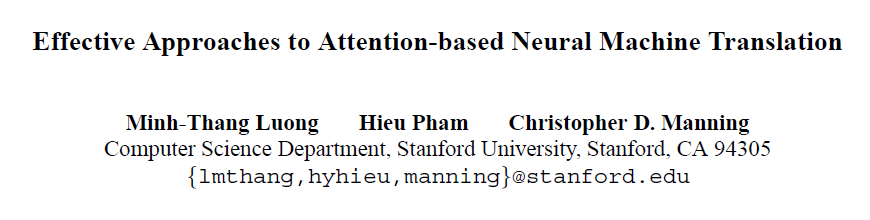 Effective Approaches to Attention-based Neural Machine Translation
Minh-Thang Luong Hieu Pham Christopher D. Manning
Computer Science Department, Stanford University, Stanford, CA 94305
{lmthang,hyhieu,manning}@stanford.edu